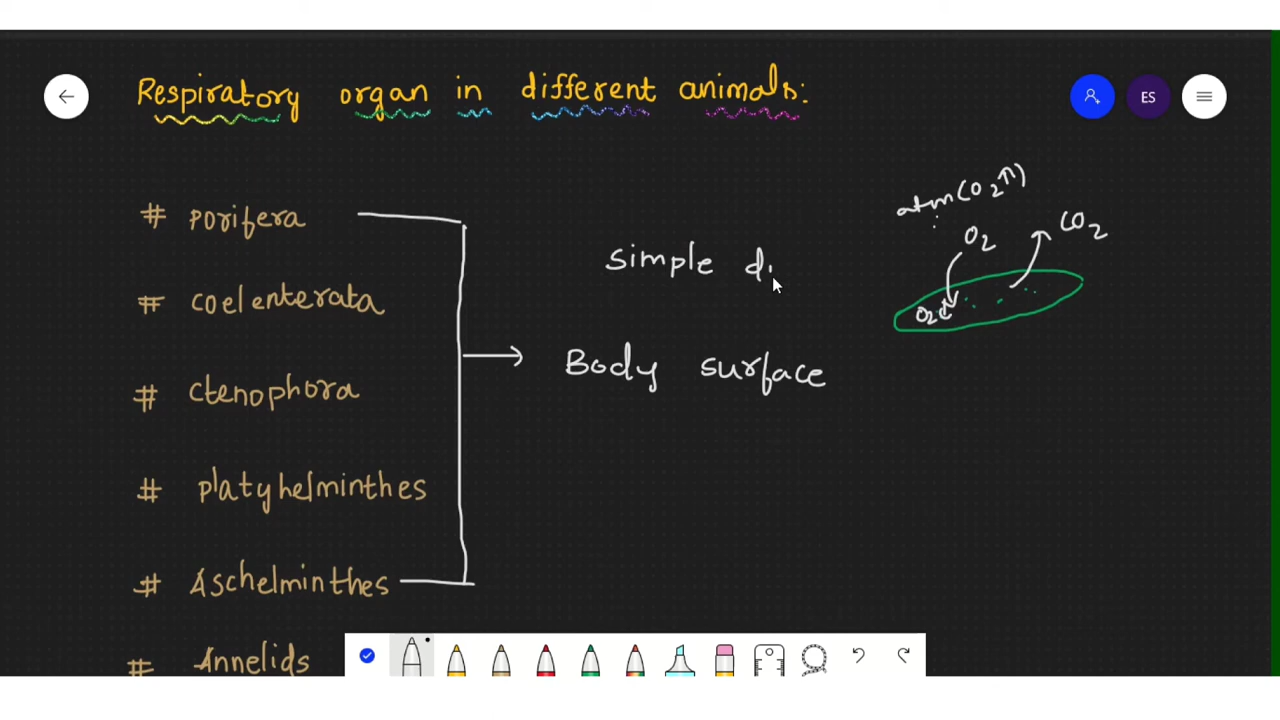 Respiratory organ in different animals:
ES
atm (O2↑)
O2 CO2
# Porifera
Simple di
O2
# Coelenterata
Body surface
# Ctenophora
# Platyhelminthes
# Aschelminthes
# Annelids